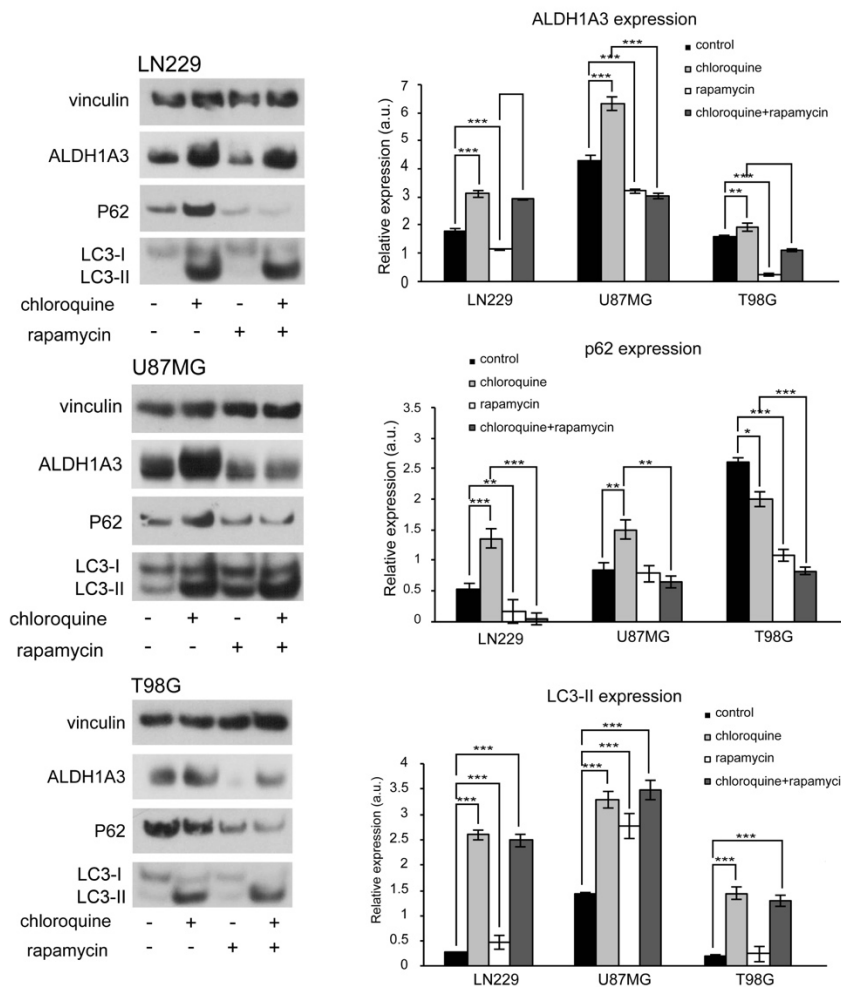 LN229
vinculin
ALDH1A3
P62
LC3-I
LC3-II
chloroquine - + - +
rapamycin - - + +
U87MG
vinculin
ALDH1A3
P62
LC3-I
LC3-II
chloroquine - + - +
rapamycin - - + +
T98G
vinculin
ALDH1A3
P62
LC3-I
LC3-II
chloroquine - + - +
rapamycin - - + +
ALDH1A3 expression
control
chloroquine
rapamycin
chloroquine+rapamycin
Relative expression (a.u.)
7
6
5
4
3
2
1
0
*** ***
*** *** ***
** ***
LN229 U87MG T98G
p62 expression
control
chloroquine
rapamycin
chloroquine+rapamycin
Relative expression (a.u.)
3.5
3
2.5
2
1.5
1
0.5
0
*** ** ***
** **
* *** ***
LN229 U87MG T98G
LC3-II expression
control
chloroquine
rapamycin
chloroquine+rapamyci
Relative expression (a.u.)
4
3.5
3
2.5
2
1.5
1
0.5
0
*** *** ***
*** *** ***
*** ***
LN229 U87MG T98G